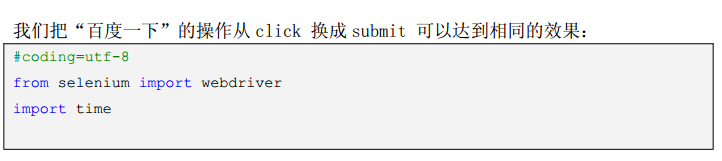 我们把“百度一下”的操作从 click 换成 submit 可以达到相同的效果：
#coding=utf-8
from selenium import webdriver
import time